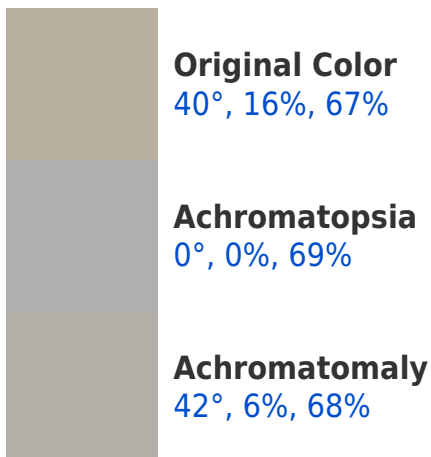 Original Color
40°, 16%, 67%
Achromatopsia
0°, 0%, 69%
Achromatomaly
42°, 6%, 68%